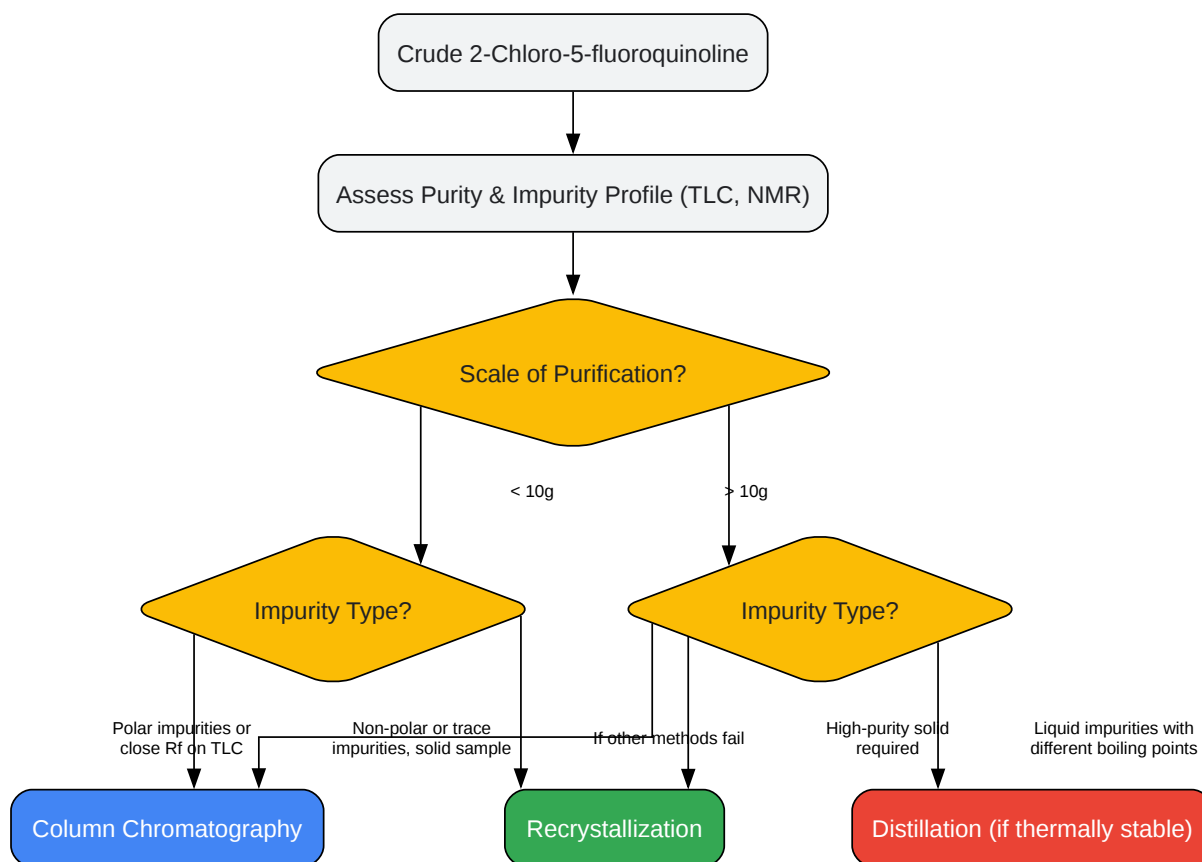 Crude 2-Chloro-5-fluoroquinoline
Assess Purity & Impurity Profile (TLC, NMR)
Scale of Purification?
< 10g
> 10g
Impurity Type?
Impurity Type?
Polar impurities or
close Rf on TLC
Non-polar or trace
impurities, solid sample
If other methods fail
High-purity solid
required
Liquid impurities with
different boiling points
Column Chromatography
Recrystallization
Distillation (if thermally stable)